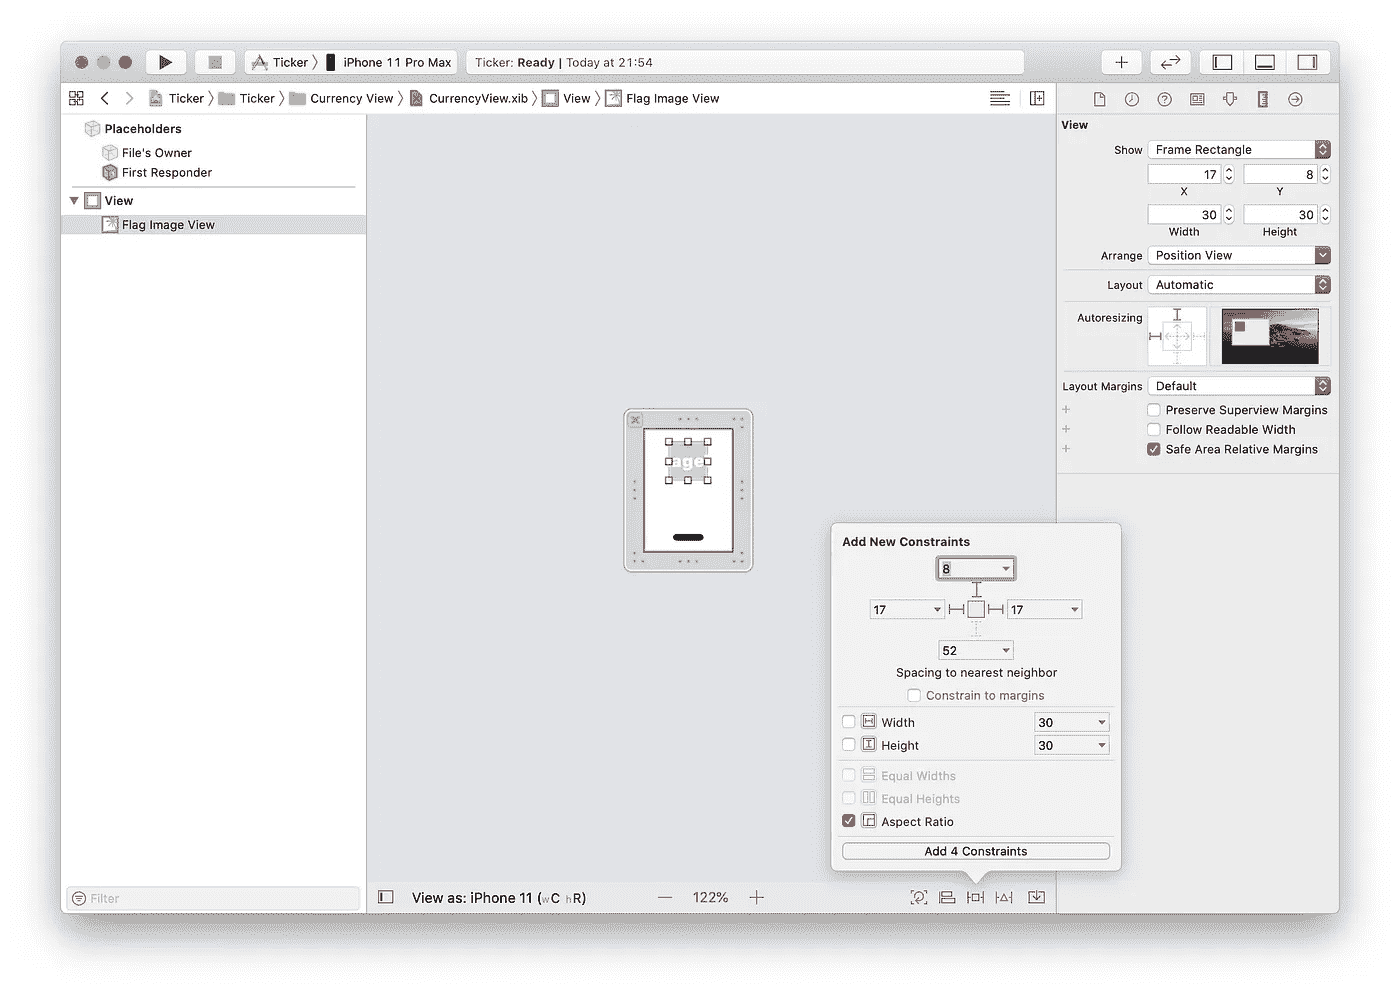 Ticker 〉 iPhone 11 Pro Max
Ticker: Ready | Today at 21:54
Ticker 〉 Ticker 〉 Currency View 〉 CurrencyView.xib 〉 View 〉 Flag Image View
Placeholders
File's Owner
First Responder
View
Flag Image View
Filter
age
View as: iPhone 11 (wC hR)
122%
View
Show Frame Rectangle
17 8
X Y
30 30
Width Height
Arrange Position View
Layout Automatic
Autoresizing
Layout Margins Default
Preserve Superview Margins
Follow Readable Width
Safe Area Relative Margins
Add New Constraints
8
17 17
52
Spacing to nearest neighbor
Constrain to margins
Width 30
Height 30
Equal Widths
Equal Heights
Aspect Ratio
Add 4 Constraints